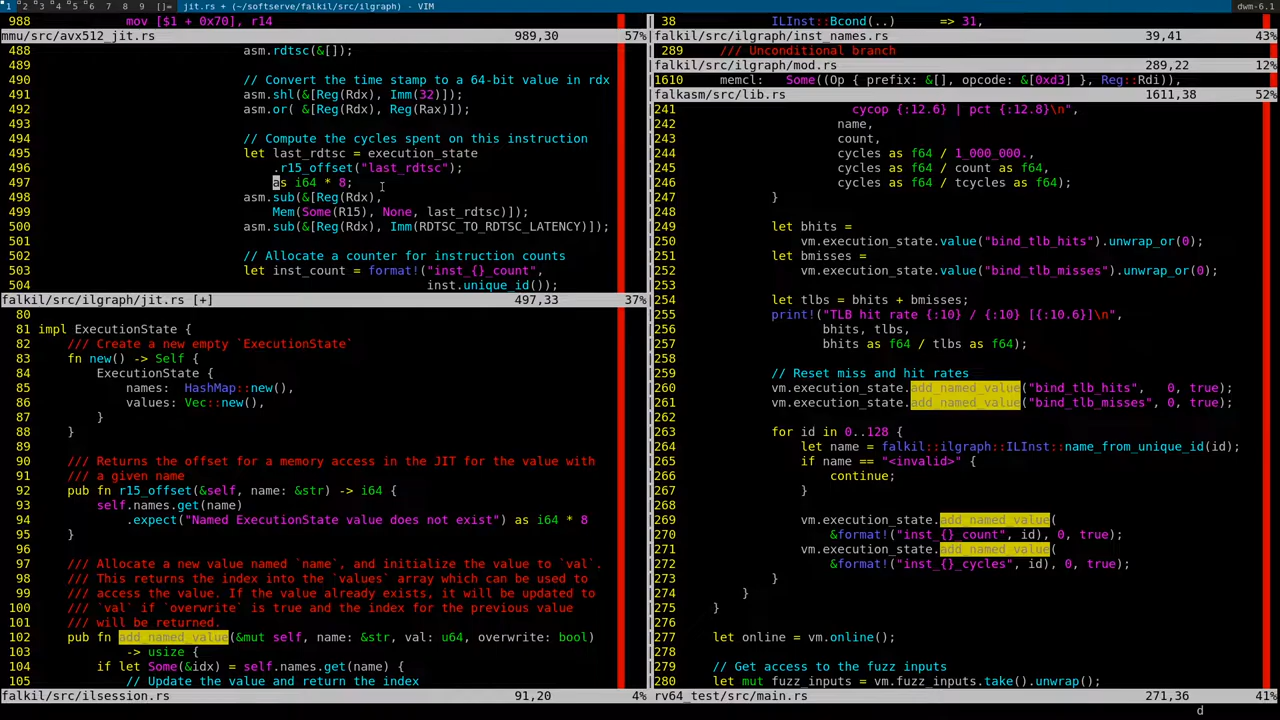 1 2 3 4 5 6 7 8 9 []= jit.rs + (~/softserve/falkil/src/ilgraph) - VIM dwm-6.1
988 mov [$1 + 0x70], r14
mmu/src/avx512_jit.rs 989,30 57%
488 asm.rdtsc(&[]);
489
490 // Convert the time stamp to a 64-bit value in rdx
491 asm.shl(&[Reg(Rdx), Imm(32)]);
492 asm.or( &[Reg(Rdx), Reg(Rax)]);
493
494 // Compute the cycles spent on this instruction
495 let last_rdtsc = execution_state
496 .r15_offset("last_rdtsc");
497 as i64 * 8;
498 asm.sub(&[Reg(Rdx),
499 Mem(Some(R15), None, last_rdtsc)]);
500 asm.sub(&[Reg(Rdx), Imm(RDTSC_TO_RDTSC_LATENCY)]);
501
502 // Allocate a counter for instruction counts
503 let inst_count = format!("inst_{}_count",
504 inst.unique_id());
falkil/src/ilgraph/jit.rs [+] 497,33 37%
80
81 impl ExecutionState {
82 /// Create a new empty `ExecutionState`
83 fn new() -> Self {
84 ExecutionState {
85 names: HashMap::new(),
86 values: Vec::new(),
87 }
88 }
89
90 /// Returns the offset for a memory access in the JIT for the value with
91 /// a given name
92 pub fn r15_offset(&self, name: &str) -> i64 {
93 self.names.get(name)
94 .expect("Named ExecutionState value does not exist") as i64 * 8
95 }
96
97 /// Allocate a new value named `name`, and initialize the value to `val`.
98 /// This returns the index into the `values` array which can be used to
99 /// access the value. If the value already exists, it will be updated to
100 /// `val` if `overwrite` is true and the index for the previous value
101 /// will be returned.
102 pub fn add_named_value(&mut self, name: &str, val: u64, overwrite: bool)
103 -> usize {
104 if let Some(&idx) = self.names.get(name) {
105 // Update the value and return the index
falkil/src/ilsession.rs 91,20 4%
38 ILInst::Bcond(..) => 31,
falkil/src/ilgraph/inst_names.rs 39,41 43%
289 /// Unconditional branch
falkil/src/ilgraph/mod.rs 289,22 12%
1610 memcl: Some((Op { prefix: &[], opcode: &[0xd3] }, Reg::Rdi)),
falkasm/src/lib.rs 1611,38 52%
241 cycop {:12.6} | pct {:12.8}\n",
242 name,
243 count,
244 cycles as f64 / 1_000_000.,
245 cycles as f64 / count as f64,
246 cycles as f64 / tcycles as f64);
247 }
248
249 let bhits =
250 vm.execution_state.value("bind_tlb_hits").unwrap_or(0);
251 let bmisses =
252 vm.execution_state.value("bind_tlb_misses").unwrap_or(0);
253
254 let tlbs = bhits + bmisses;
255 print!("TLB hit rate {:10} / {:10} [{:10.6}]\n",
256 bhits, tlbs,
257 bhits as f64 / tlbs as f64);
258
259 // Reset miss and hit rates
260 vm.execution_state.add_named_value("bind_tlb_hits", 0, true);
261 vm.execution_state.add_named_value("bind_tlb_misses", 0, true);
262
263 for id in 0..128 {
264 let name = falkil::ilgraph::ILInst::name_from_unique_id(id);
265 if name == "<invalid>" {
266 continue;
267 }
268
269 vm.execution_state.add_named_value(
270 &format!("inst_{}_count", id), 0, true);
271 vm.execution_state.add_named_value(
272 &format!("inst_{}_cycles", id), 0, true);
273 }
274 }
275 }
276
277 let online = vm.online();
278
279 // Get access to the fuzz inputs
280 let mut fuzz_inputs = vm.fuzz_inputs.take().unwrap();
rv64_test/src/main.rs 271,36 41%
d